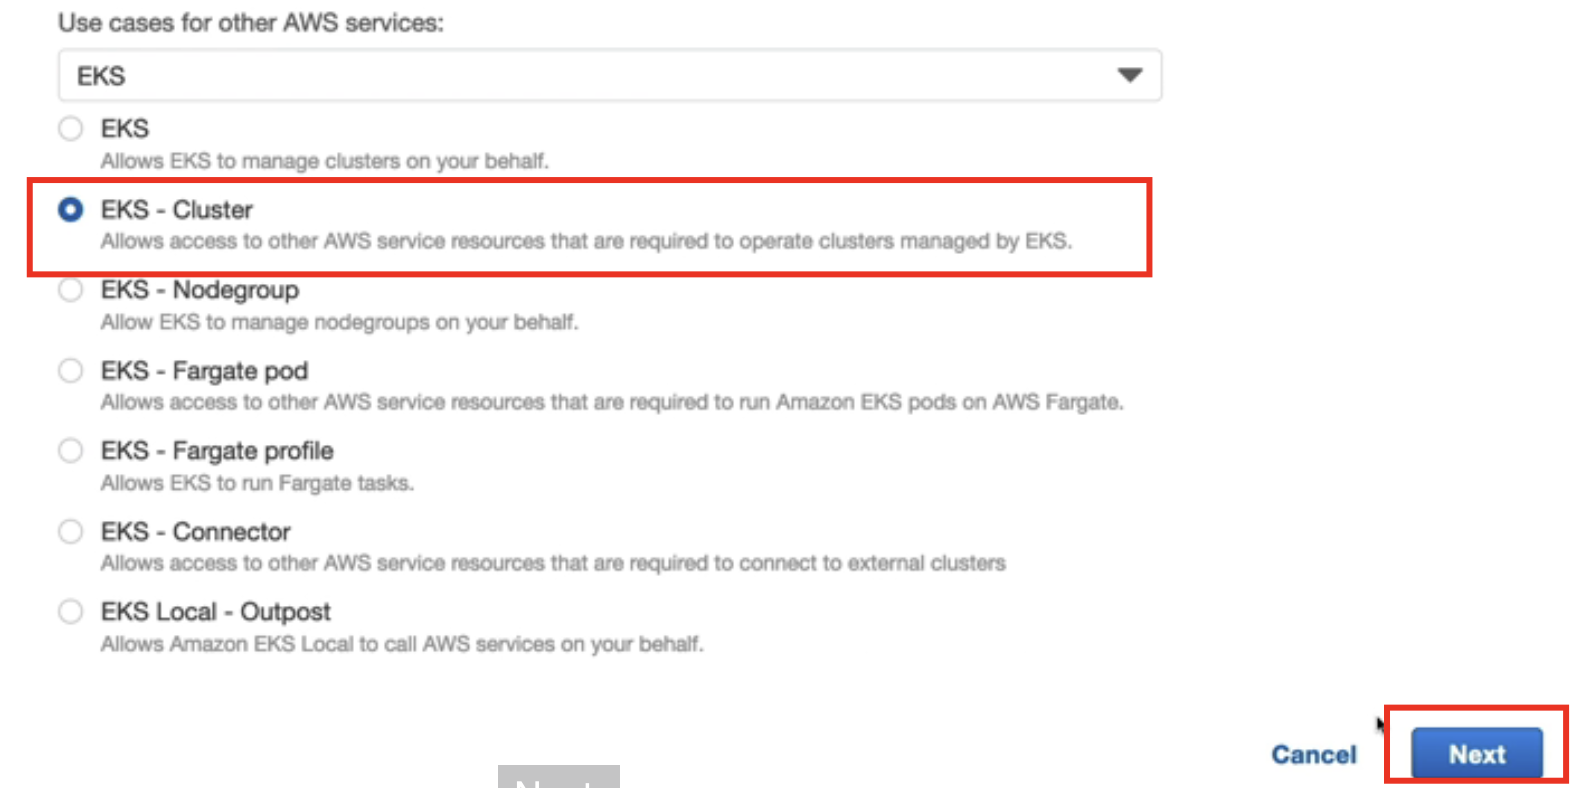 Use cases for other AWS services:
EKS
EKS
Allows EKS to manage clusters on your behalf.
EKS - Cluster
Allows access to other AWS service resources that are required to operate clusters managed by EKS.
EKS - Nodegroup
Allow EKS to manage nodegroups on your behalf.
EKS - Fargate pod
Allows access to other AWS service resources that are required to run Amazon EKS pods on AWS Fargate.
EKS - Fargate profile
Allows EKS to run Fargate tasks.
EKS - Connector
Allows access to other AWS service resources that are required to connect to external clusters
EKS Local - Outpost
Allows Amazon EKS Local to call AWS services on your behalf.
Cancel
Next